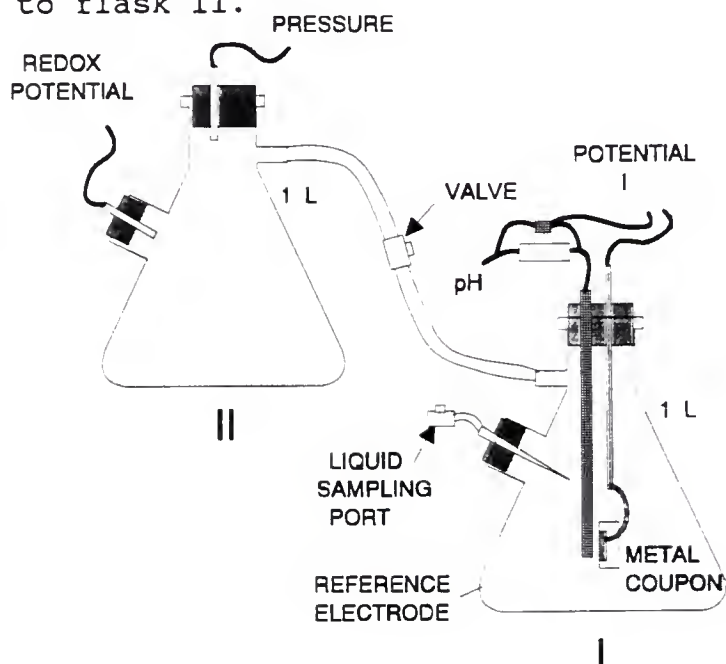 to flask II.
PRESSURE
REDOX
POTENTIAL
1 L
VALVE
POTENTIAL
I
pH
II
1 L
LIQUID
SAMPLING
PORT
METAL
COUPON
REFERENCE
ELECTRODE
I